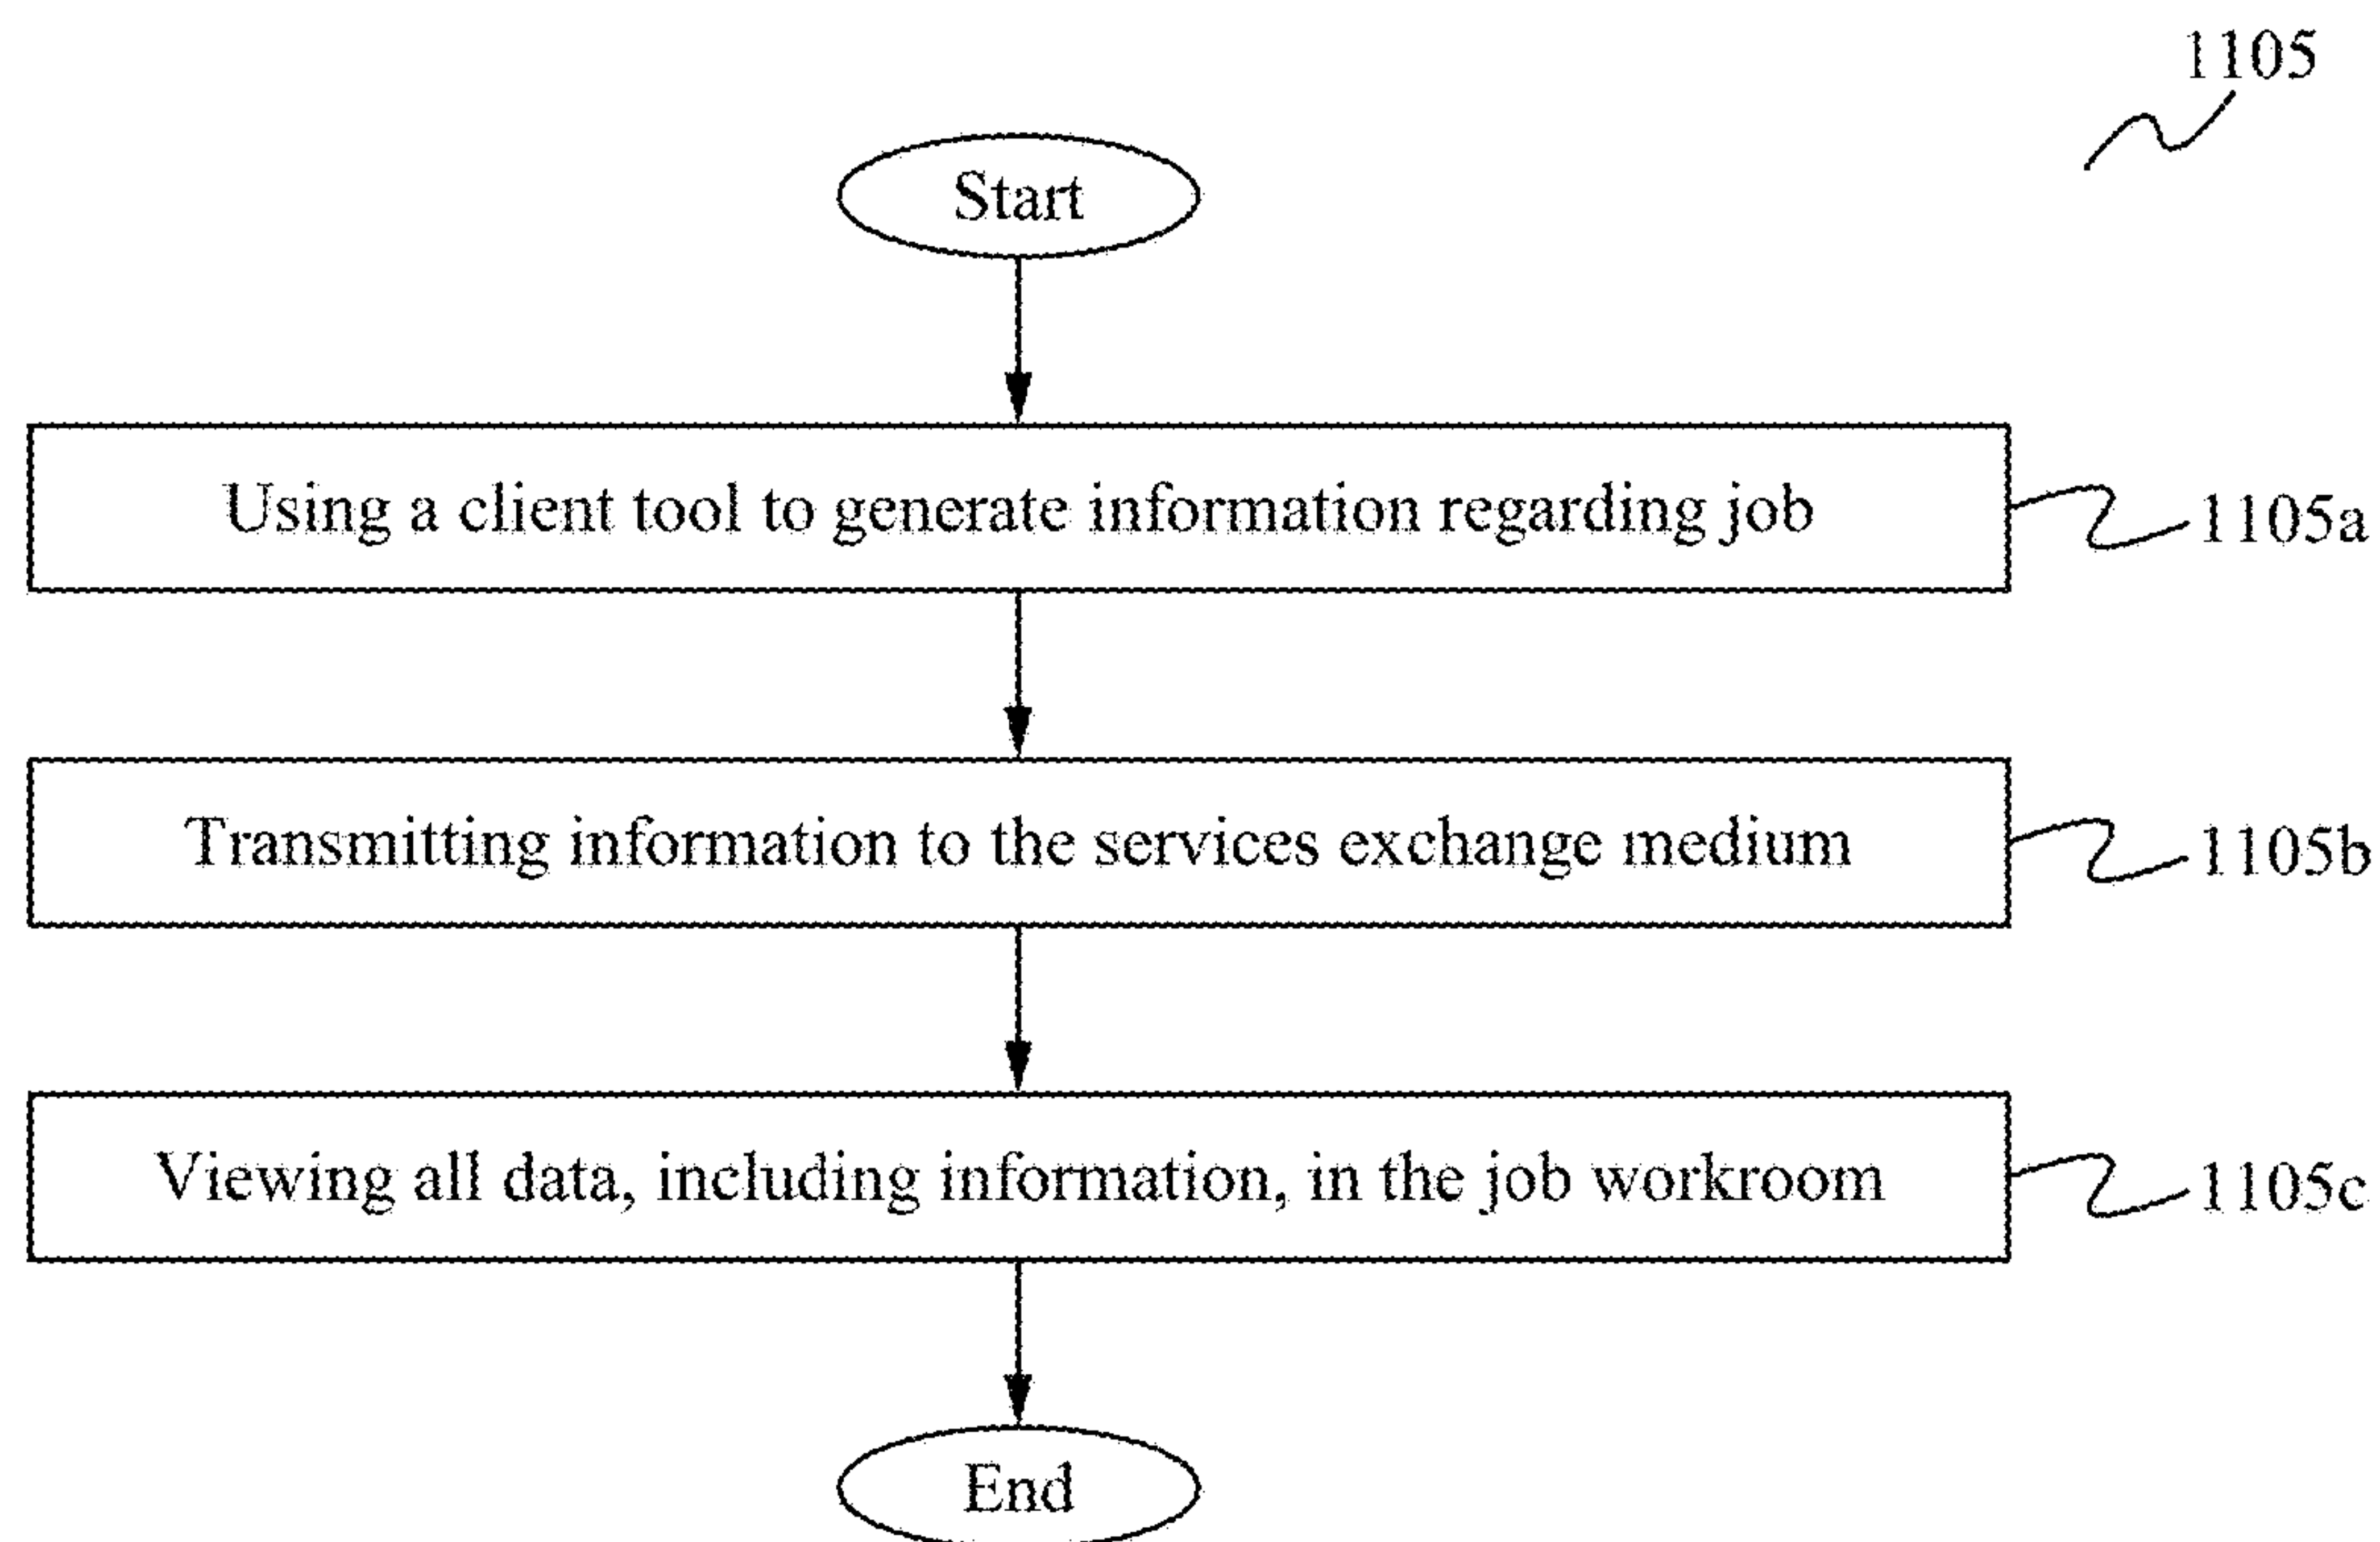 1105
Start
Using a client tool to generate information regarding job
1105a
Transmitting information to the services exchange medium
1105b
Viewing all data, including information, in the job workroom
1105c
End